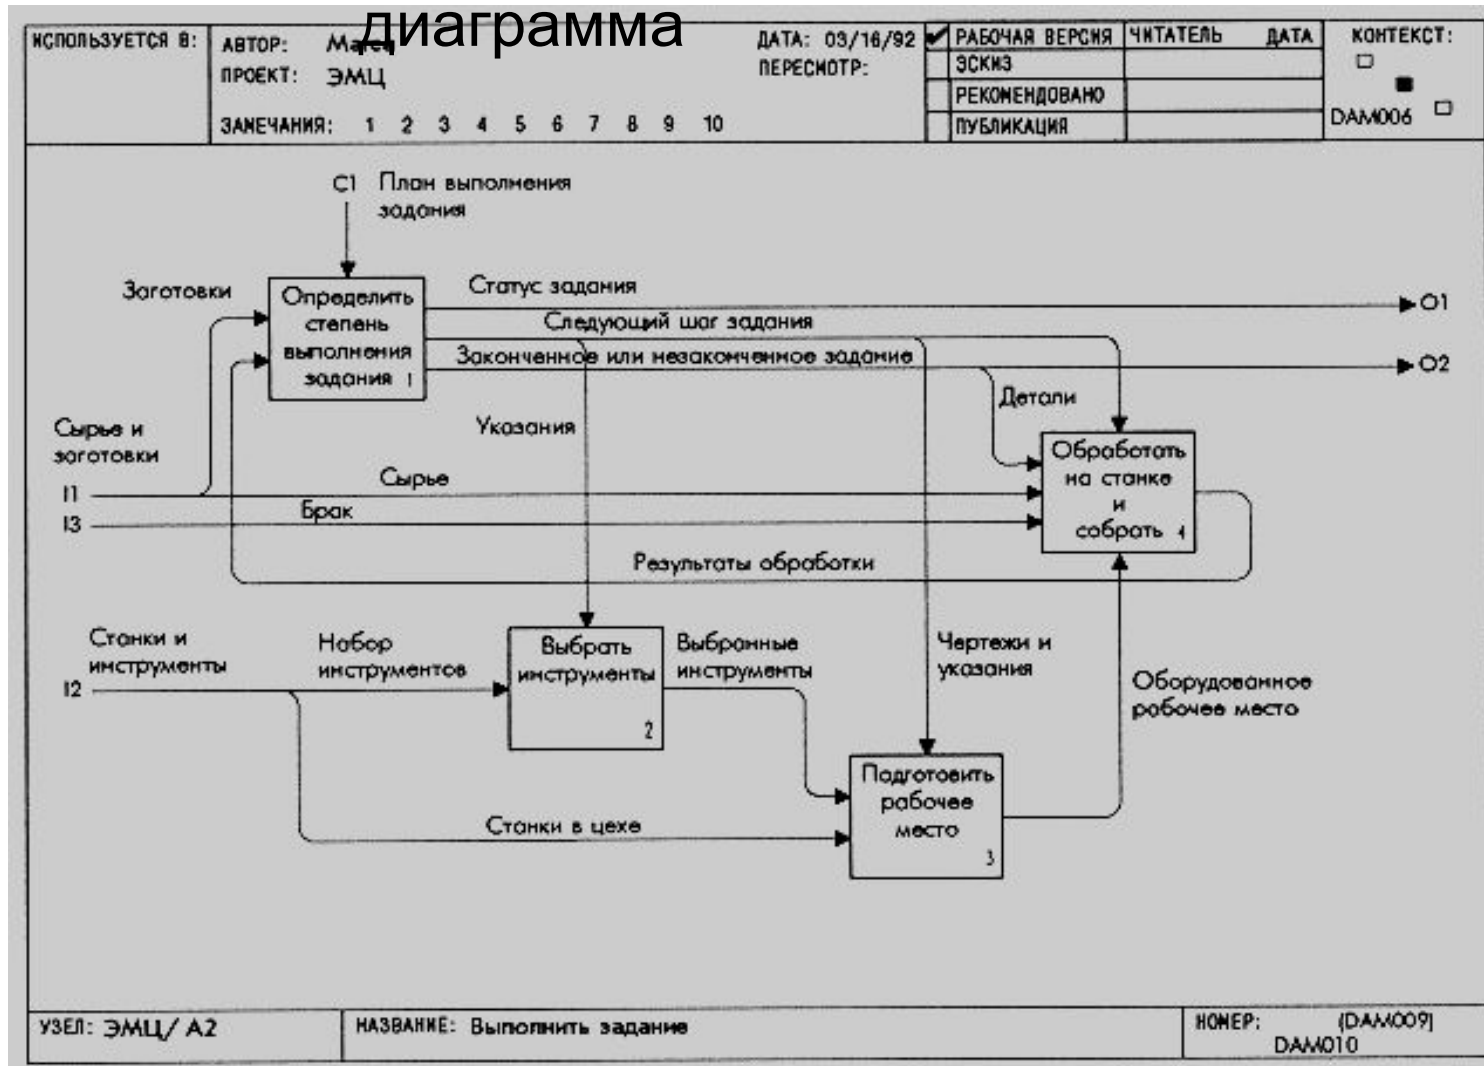 диаграмма
ИСПОЛЬЗУЕТСЯ В:
АВТОР: Marca
ДАТА: 03/16/92
РАБОЧАЯ ВЕРСИЯ
ЧИТАТЕЛЬ
ДАТА
КОНТЕКСТ:
ПРОЕКТ: ЭМЦ
ПЕРЕСМОТР:
ЭСКИЗ
РЕКОМЕНДОВАНО
ЗАМЕЧАНИЯ: 1 2 3 4 5 6 7 8 9 10
ПУБЛИКАЦИЯ
DAM006
C1 План выполнения
задания
Заготовки
Определить
степень
выполнения
задания 1
Статус задания
O1
Следующий шаг задания
Законченное или незаконченное задание
O2
Детали
Указания
Сырье и
заготовки
I1
Сырье
I3
Брак
Обработать
на станке
и
собрать 4
Результаты обработки
Станки и
инструменты
I2
Набор
инструментов
Выбрать
инструменты
2
Выбранные
инструменты
Чертежи и
указания
Оборудованное
рабочее место
Подготовить
рабочее
место
3
Станки в цехе
УЗЕЛ: ЭМЦ/ А2
НАЗВАНИЕ: Выполнить задание
НОМЕР: (DAM009)
DAM010